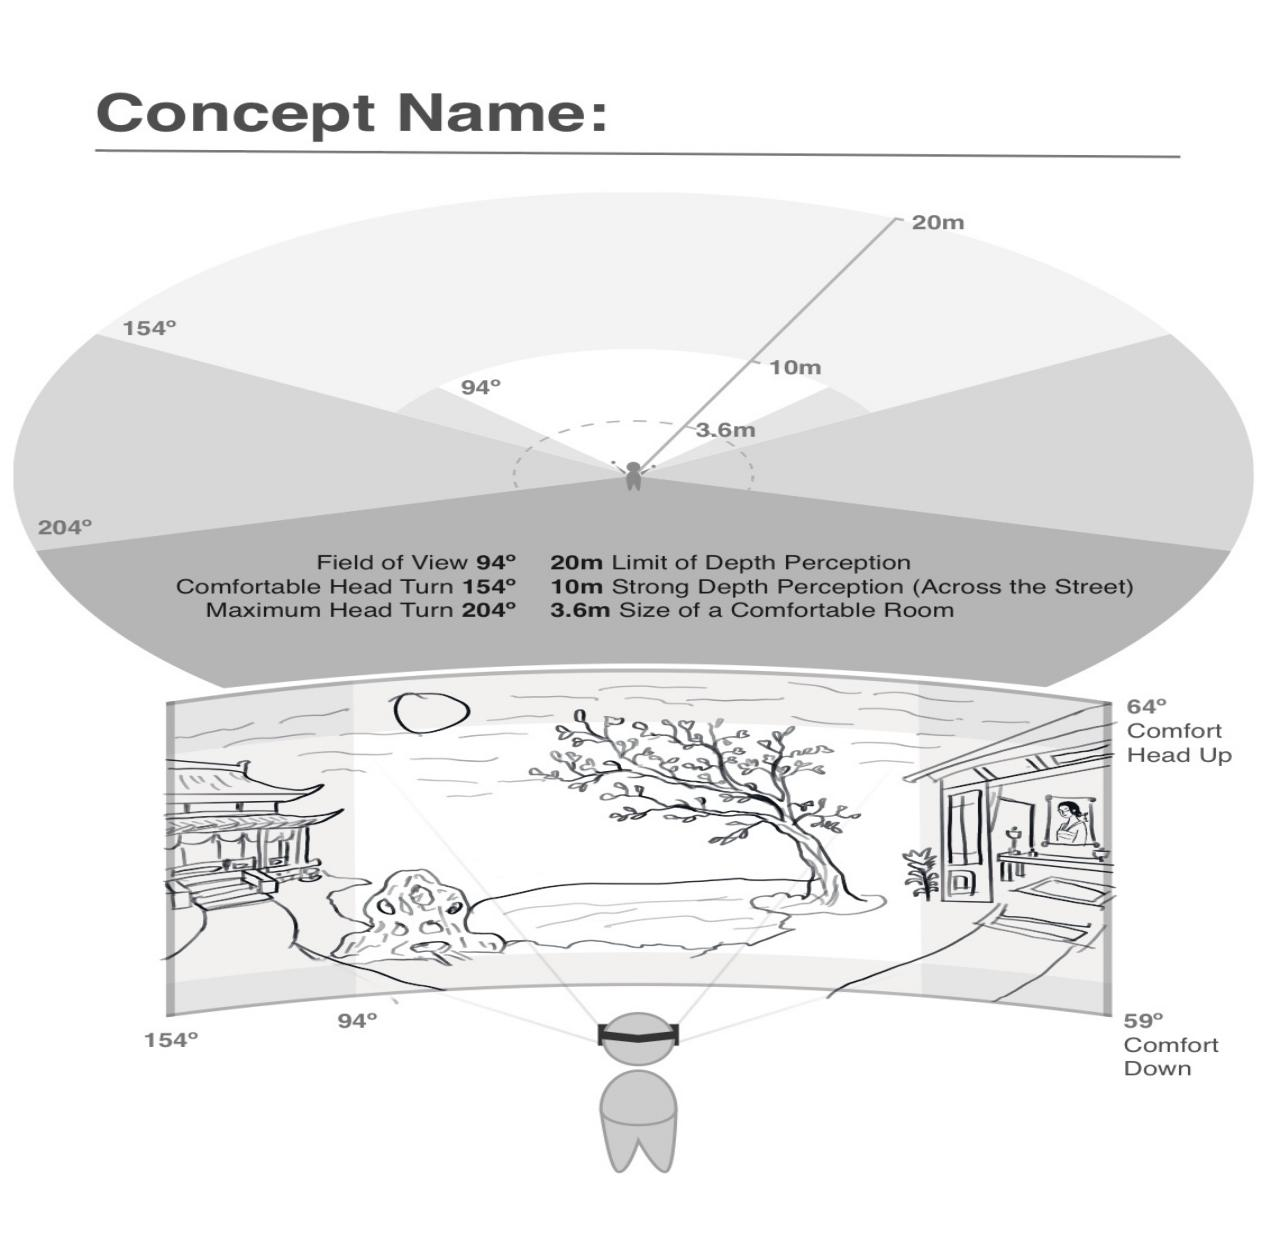 Concept Name:
20m
154º
10m
94º
3.6m
204º
Field of View 94º
Comfortable Head Turn 154º
Maximum Head Turn 204º
20m Limit of Depth Perception
10m Strong Depth Perception (Across the Street)
3.6m Size of a Comfortable Room
64º
Comfort
Head Up
94º
154º
59º
Comfort
Down